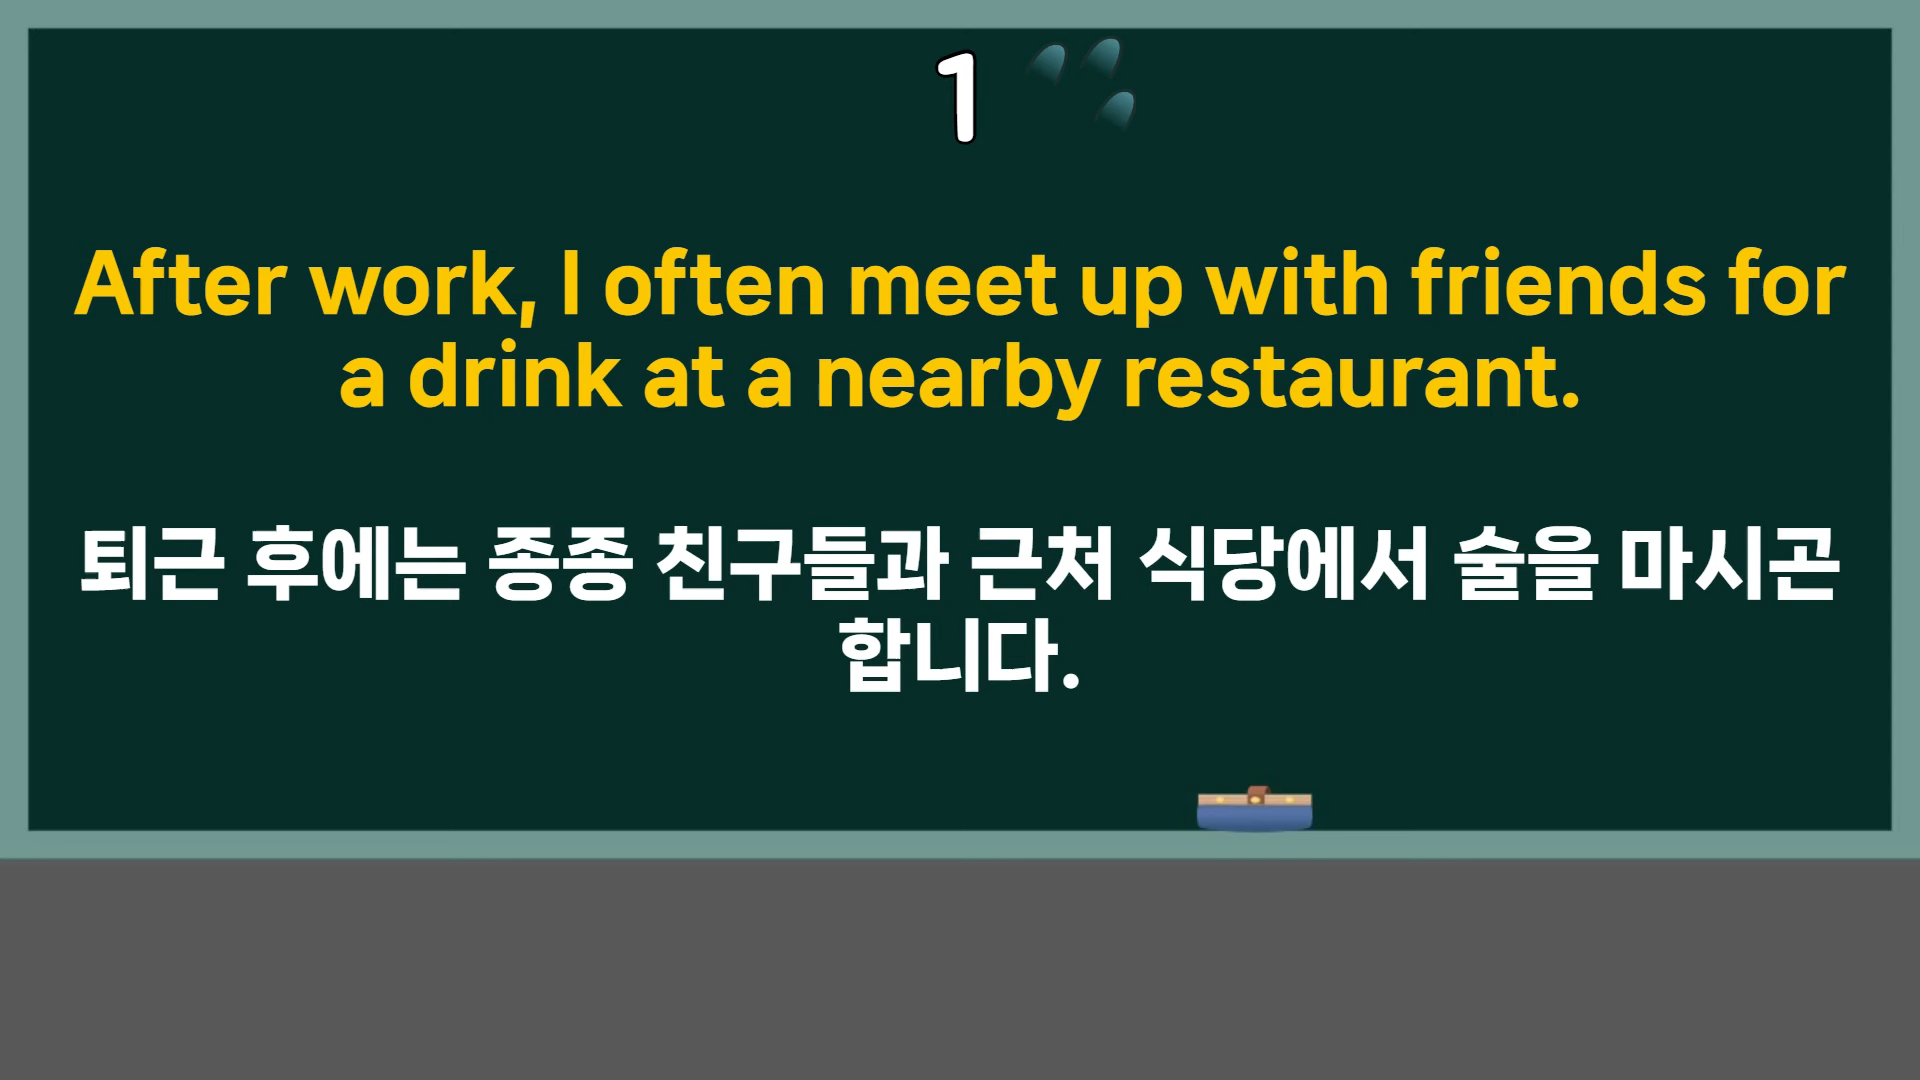 1
After work, I often meet up with friends for
a drink at a nearby restaurant.
퇴근 후에는 종종 친구들과 근처 식당에서 술을 마시곤
합니다.